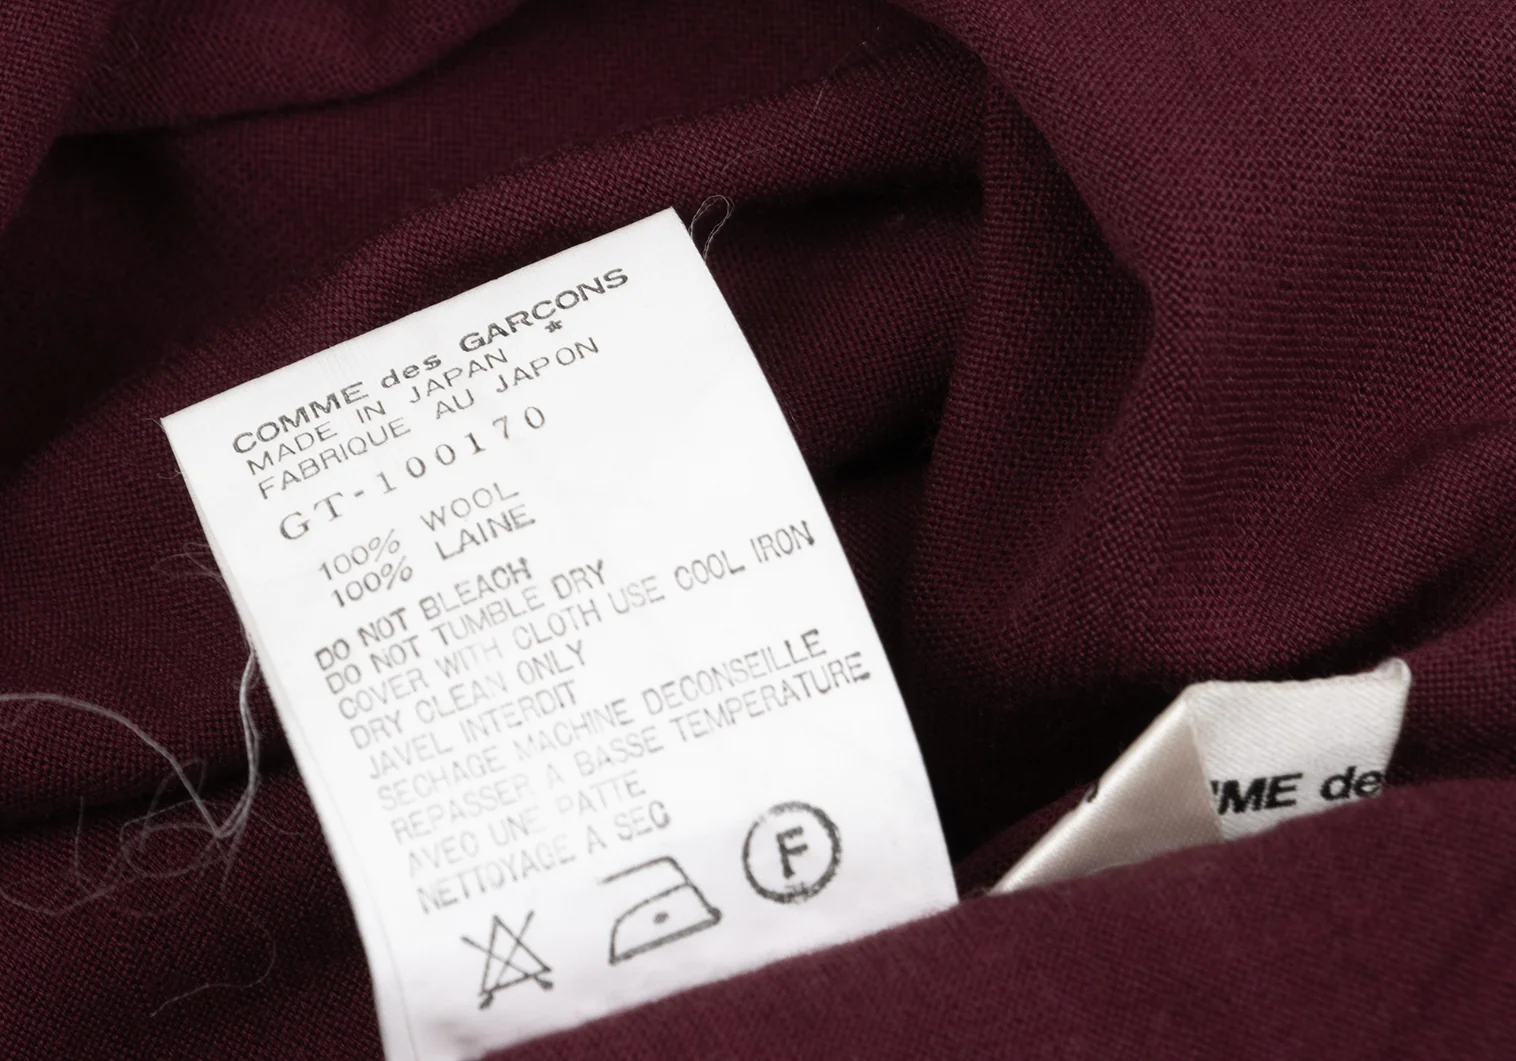 COMME des GARCONS
*
MADE IN JAPAN
FABRIQUE AU JAPON
GT-100170
100% WOOL
100% LAINE
DO NOT BLEACH
DO NOT TUMBLE DRY
COVER WITH CLOTH USE COOL IRON
DRY CLEAN ONLY
JAVEL INTERDIT
SECHAGE MACHINE DECONSEILLE
REPASSER A BASSE TEMPERATURE
AVEC UNE PATTE
NETTOYAGE A SEC
F
MME de